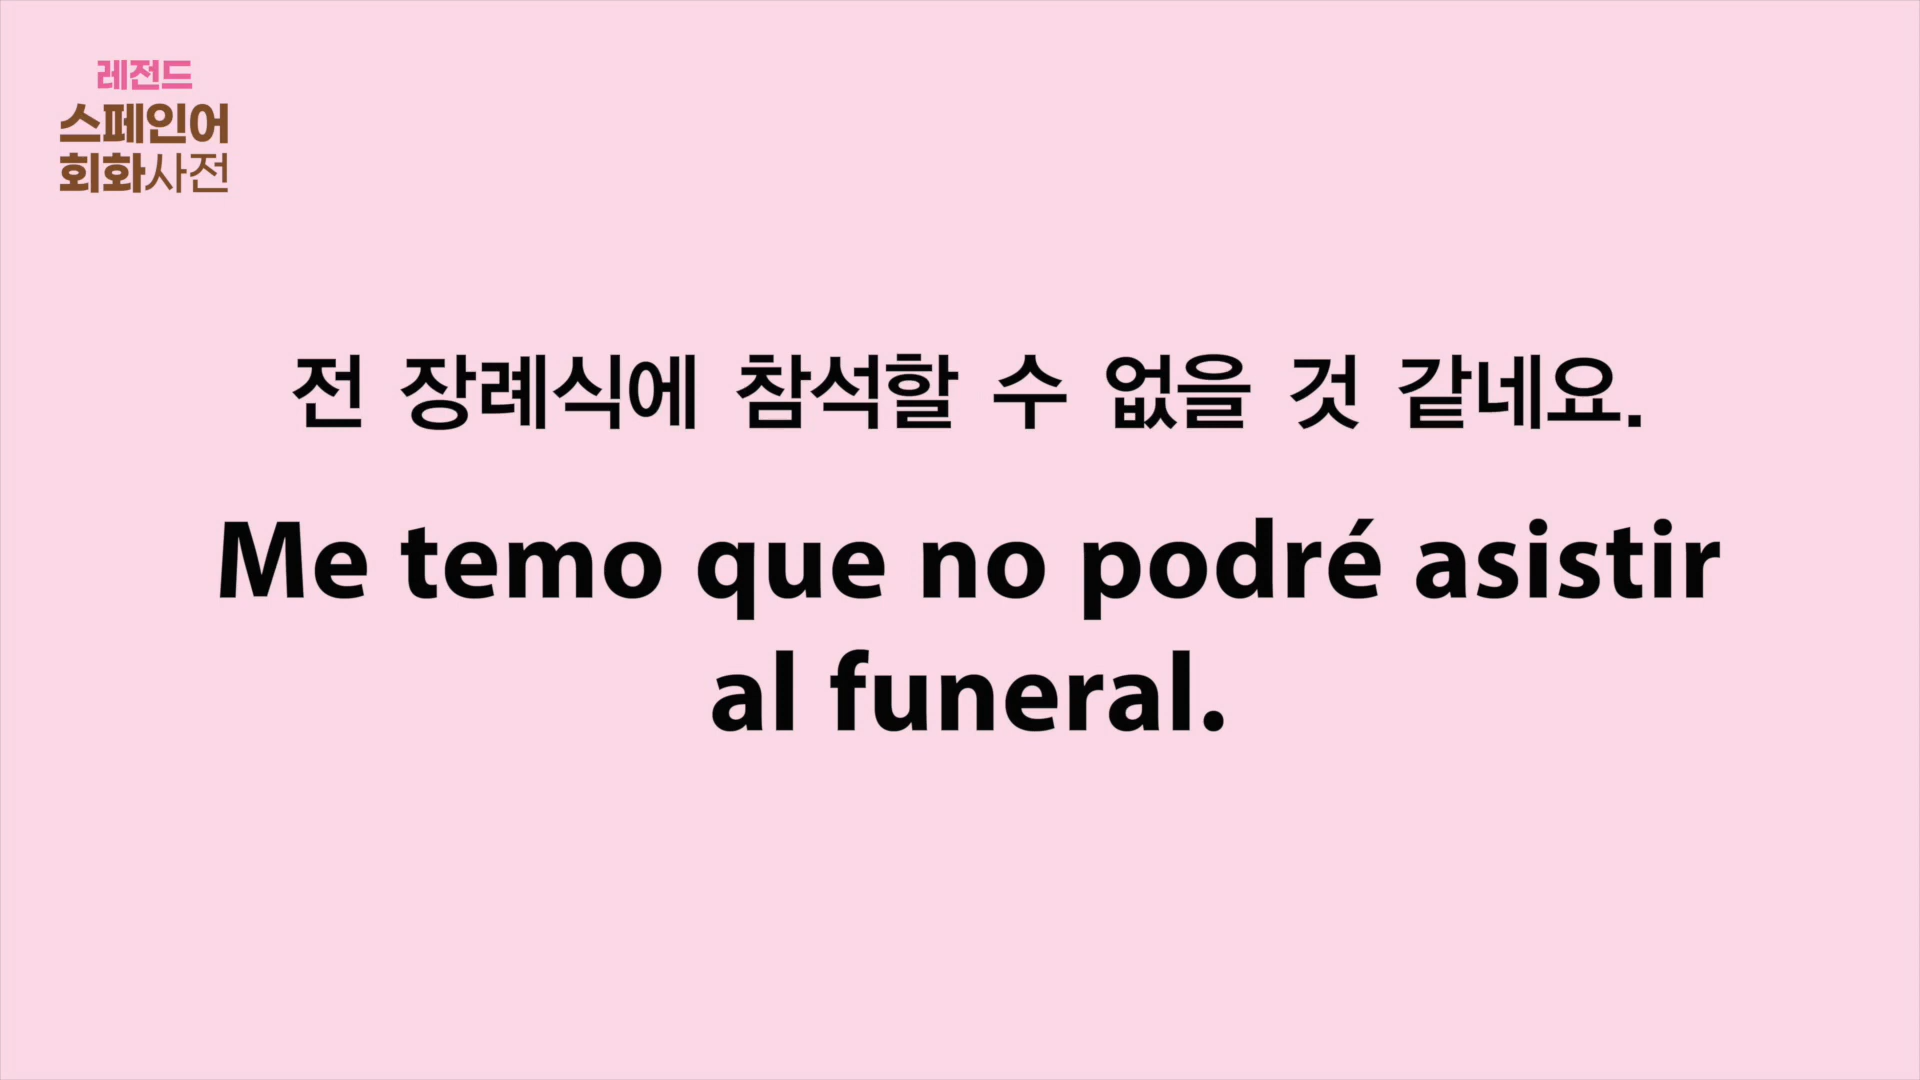 레전드
스페인어
회화사전
전 장례식에 참석할 수 없을 것 같네요.
Me temo que no podré asistir
al funeral.